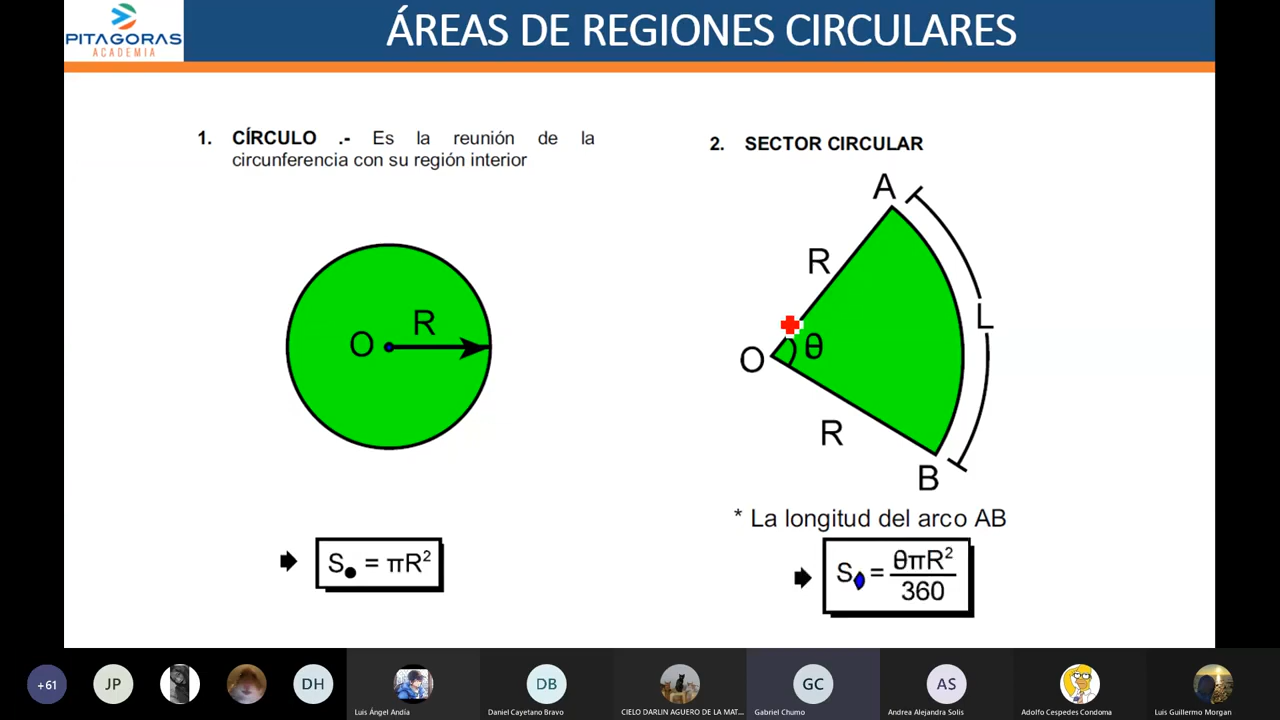 PITAGORAS
ACADEMIA
ÁREAS DE REGIONES CIRCULARES
1. CÍRCULO .- Es la reunión de la
circunferencia con su región interior
O
R
S● = πR²
2. SECTOR CIRCULAR
A
R
L
O
θ
R
B
* La longitud del arco AB
S = θπR²
360
+61
JP
DH
Luis Ángel Andía
DB
Daniel Cayetano Bravo
CIELO DARLIN AGUERO DE LA MAT...
GC
Gabriel Chumo
AS
Andrea Alejandra Solis
Adolfo Cespedes Condoma
Luis Guillermo Morgan